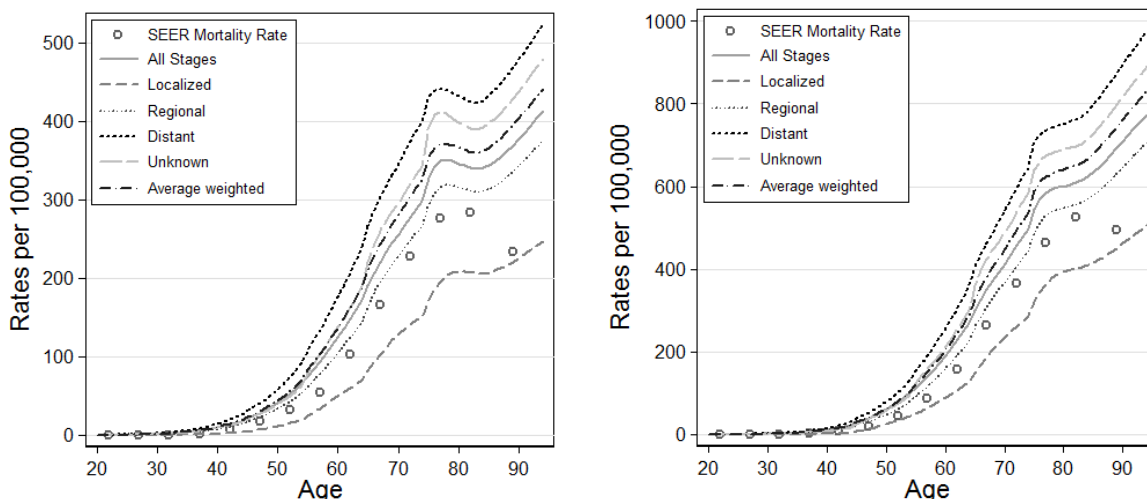 SEER Mortality Rate
All Stages
Localized
Regional
Distant
Unknown
Average weighted
Rates per 100,000
500
400
300
200
100
0
20 30 40 50 60 70 80 90
Age
SEER Mortality Rate
All Stages
Localized
Regional
Distant
Unknown
Average weighted
Rates per 100,000
1000
800
600
400
200
0
20 30 40 50 60 70 80 90
Age